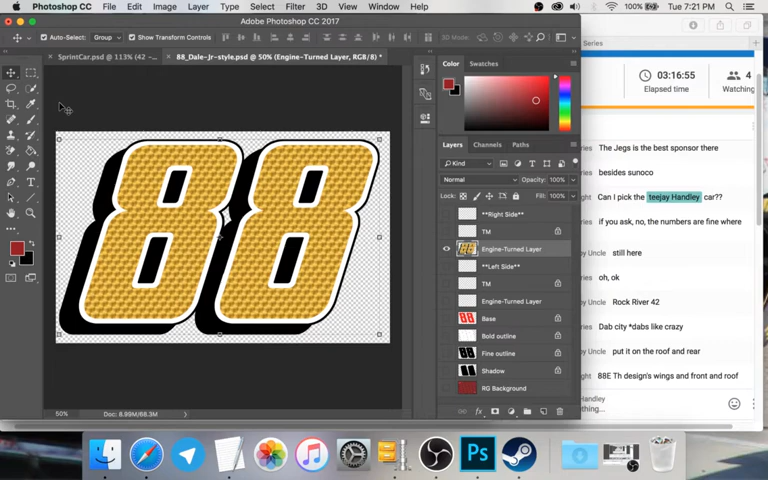 Photoshop CC File Edit Image Layer Type Select Filter 3D View Window Help 100% Tue 7:21 PM
Adobe Photoshop CC 2017
Auto-Select: Group Show Transform Controls 3D Mode:
SprintCar.psd @ 113% (42 -...
88_Dale-Jr-style.psd @ 50% (Engine-Turned Layer, RGB/8) *
88
Color Swatches
Layers Channels Paths
Kind
Normal Opacity: 100%
Lock: Fill: 100%
**Right Side**
TM
Engine-Turned Layer
**Left Side**
TM
Engine-Turned Layer
Base
Bold outline
Fine outline
Shadow
RG Background
50% Doc: 8.99M/68.3M
Series
03:16:55
Elapsed time
4
Watching
The Jegs is the best sponsor there
besides sunoco
Can I pick the teejay Handley car??
if you ask, no, the numbers are fine where
Uncle still here
oh, ok
Uncle Rock River 42
Dab city *dabs like crazy
Uncle put it on the roof and rear
88E Th design's wings and front and roof
Handley
Ps